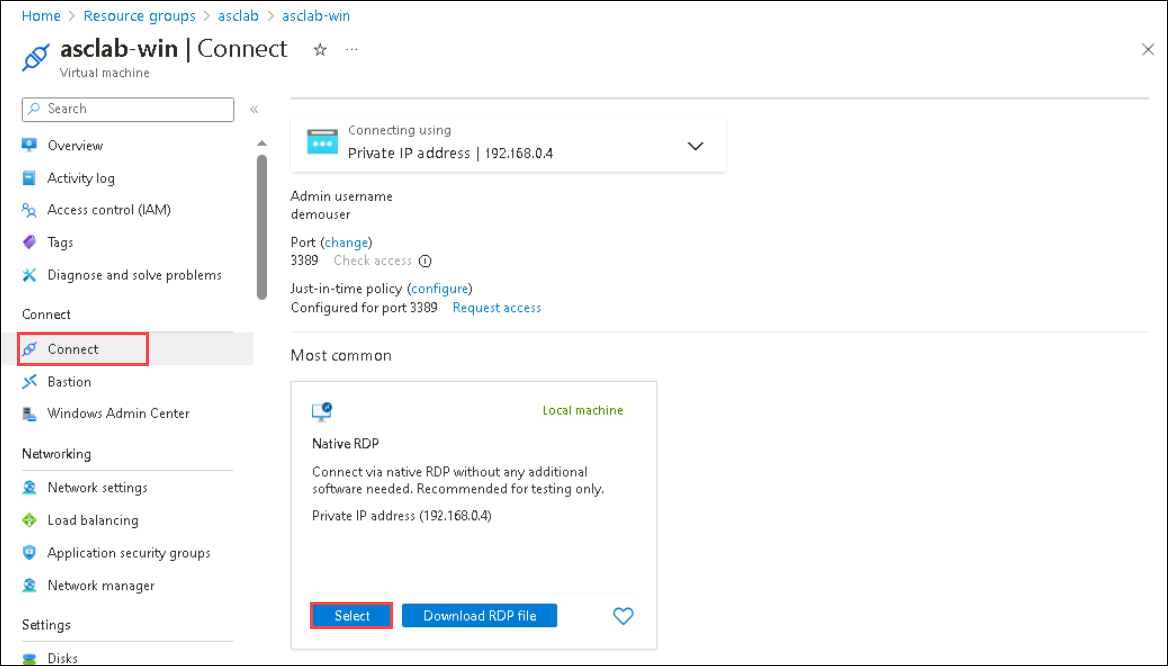 Home > Resource groups > asclab > asclab-win
asclab-win | Connect
Virtual machine
Search
Overview
Activity log
Access control (IAM)
Tags
Diagnose and solve problems
Connect
Connect
Bastion
Windows Admin Center
Networking
Network settings
Load balancing
Application security groups
Network manager
Settings
Disks
Connecting using
Private IP address | 192.168.0.4
Admin username
demouser
Port (change)
3389 Check access
Just-in-time policy (configure)
Configured for port 3389 Request access
Most common
Local machine
Native RDP
Connect via native RDP without any additional
software needed. Recommended for testing only.
Private IP address (192.168.0.4)
Select Download RDP file